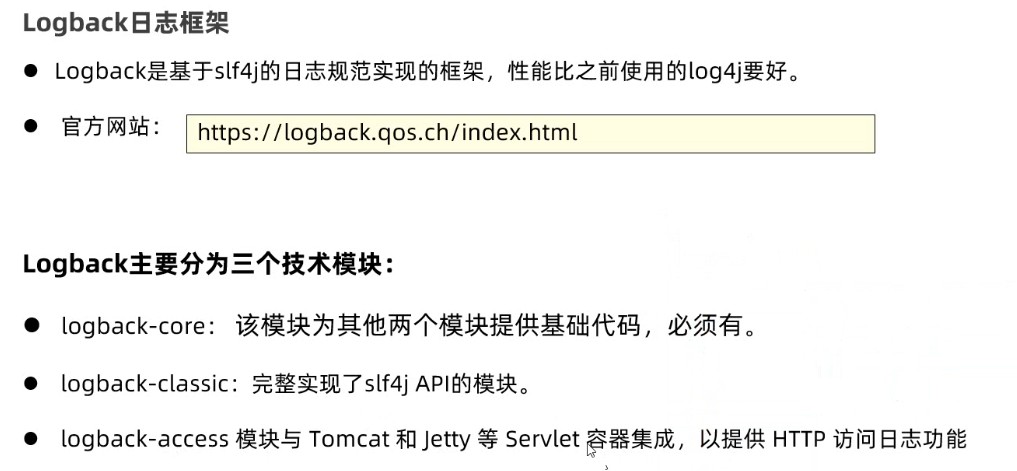 Logback日志框架
● Logback是基于slf4j的日志规范实现的框架，性能比之前使用的log4j要好。
● 官方网站： https://logback.qos.ch/index.html
Logback主要分为三个技术模块：
● logback-core： 该模块为其他两个模块提供基础代码，必须有。
● logback-classic：完整实现了slf4j API的模块。
● logback-access 模块与 Tomcat 和 Jetty 等 Servlet 容器集成，以提供 HTTP 访问日志功能